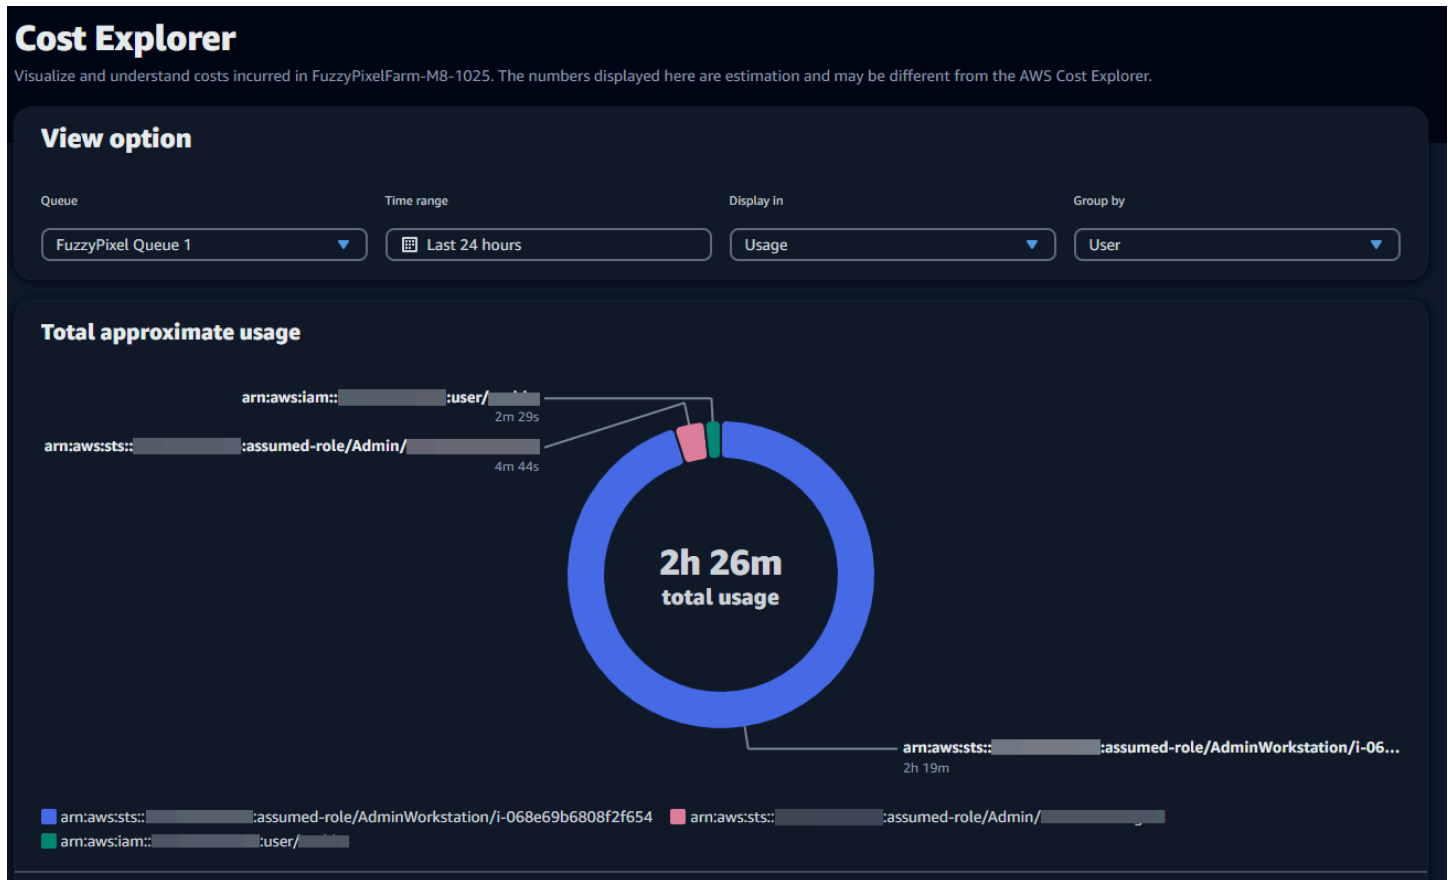 Cost Explorer
Visualize and understand costs incurred in FuzzyPixelFarm-M8-1025. The numbers displayed here are estimation and may be different from the AWS Cost Explorer.
View option
Queue
Time range
Display in
Group by
FuzzyPixel Queue 1
Last 24 hours
Usage
User
Total approximate usage
arn:aws:iam:: :user/
2m 29s
arn:aws:sts:: :assumed-role/Admin/
4m 44s
2h 26m
total usage
arn:aws:sts:: :assumed-role/AdminWorkstation/i-06...
2h 19m
arn:aws:sts:: :assumed-role/AdminWorkstation/i-068e69b6808f2f654
arn:aws:sts:: :assumed-role/Admin/
arn:aws:iam:: :user/